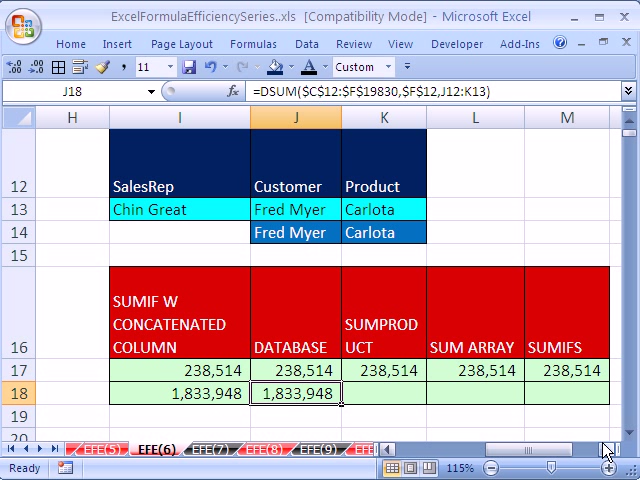 ExcelFormulaEfficiencySeries..xls [Compatibility Mode] - Microsoft Excel
Home Insert Page Layout Formulas Data Review View Developer Add-Ins
11 Custom
J18 fx =DSUM($C$12:$F$19830,$F$12,J12:K13)
H I J K L M
12 SalesRep Customer Product
13 Chin Great Fred Myer Carlota
14 Fred Myer Carlota
15
SUMIF W
CONCATENATED SUMPROD
16 COLUMN DATABASE UCT SUM ARRAY SUMIFS
17 238,514 238,514 238,514 238,514 238,514
18 1,833,948 1,833,948
19
20
EFE(5) EFE(6) EFE(7) EFE(8) EFE(9) EFE
Ready 115%